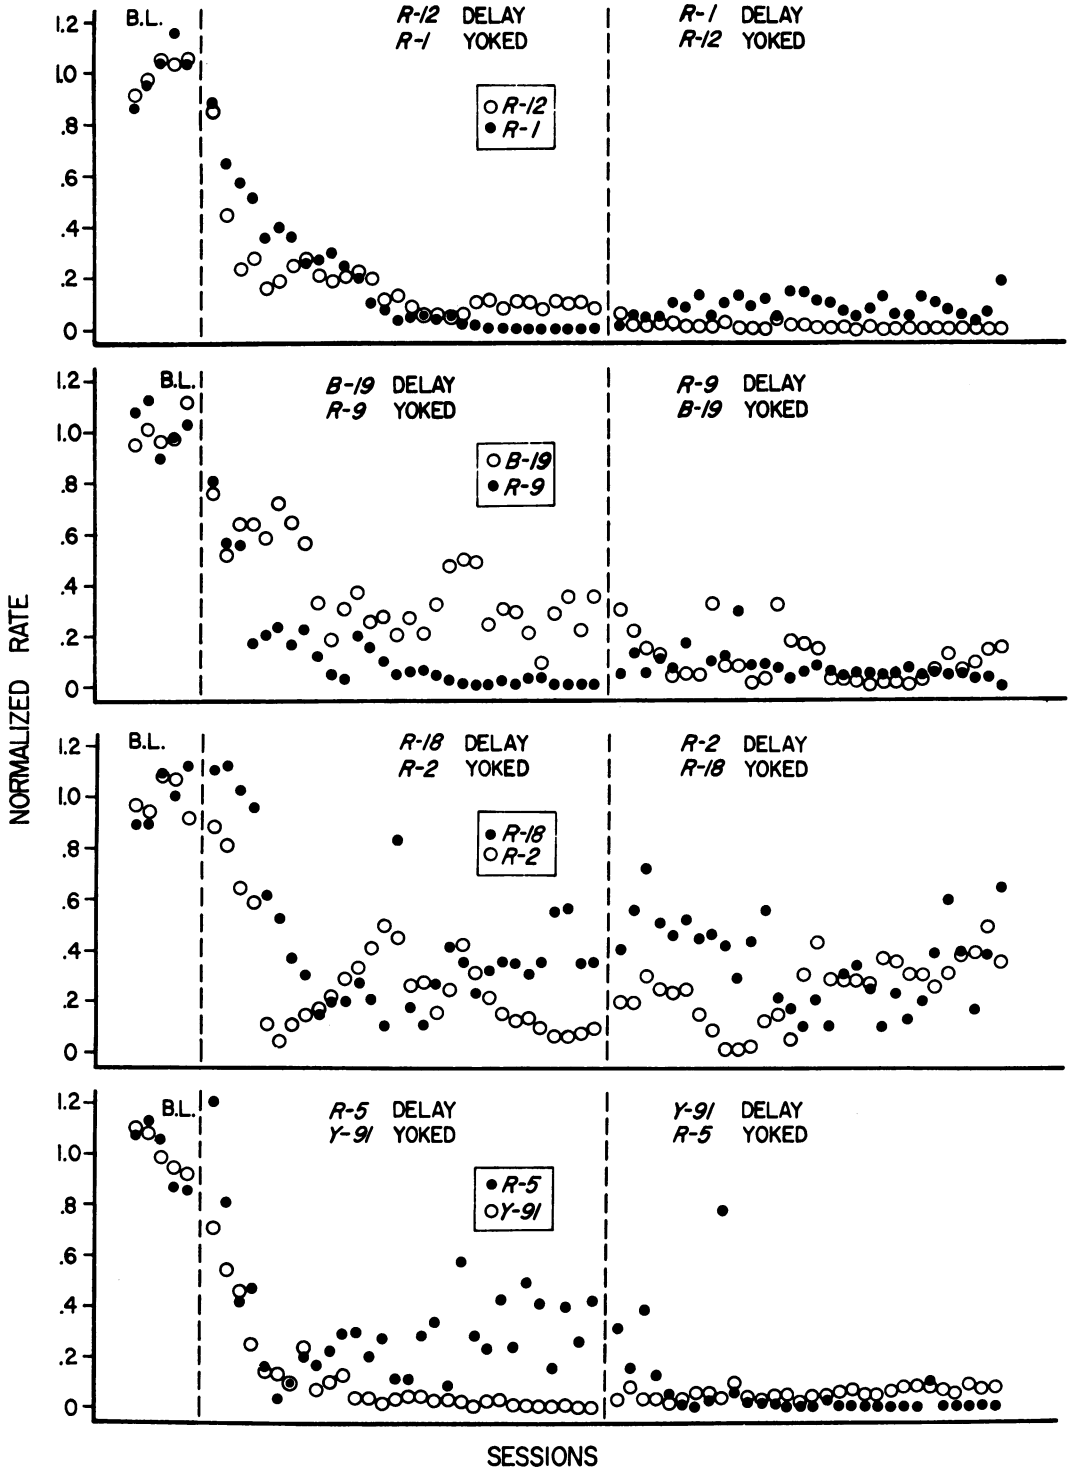 NORMALIZED RATE
B.L.
R-12 DELAY
R-1 YOKED
R-1 DELAY
R-12 YOKED
R-12
R-1
1.2
1.0
.8
.6
.4
.2
0
B.L.
B-19 DELAY
R-9 YOKED
R-9 DELAY
B-19 YOKED
B-19
R-9
1.2
1.0
.8
.6
.4
.2
0
B.L.
R-18 DELAY
R-2 YOKED
R-2 DELAY
R-18 YOKED
R-18
R-2
1.2
1.0
.8
.6
.4
.2
0
B.L.
R-5 DELAY
Y-91 YOKED
Y-91 DELAY
R-5 YOKED
R-5
Y-91
1.2
1.0
.8
.6
.4
.2
0
SESSIONS